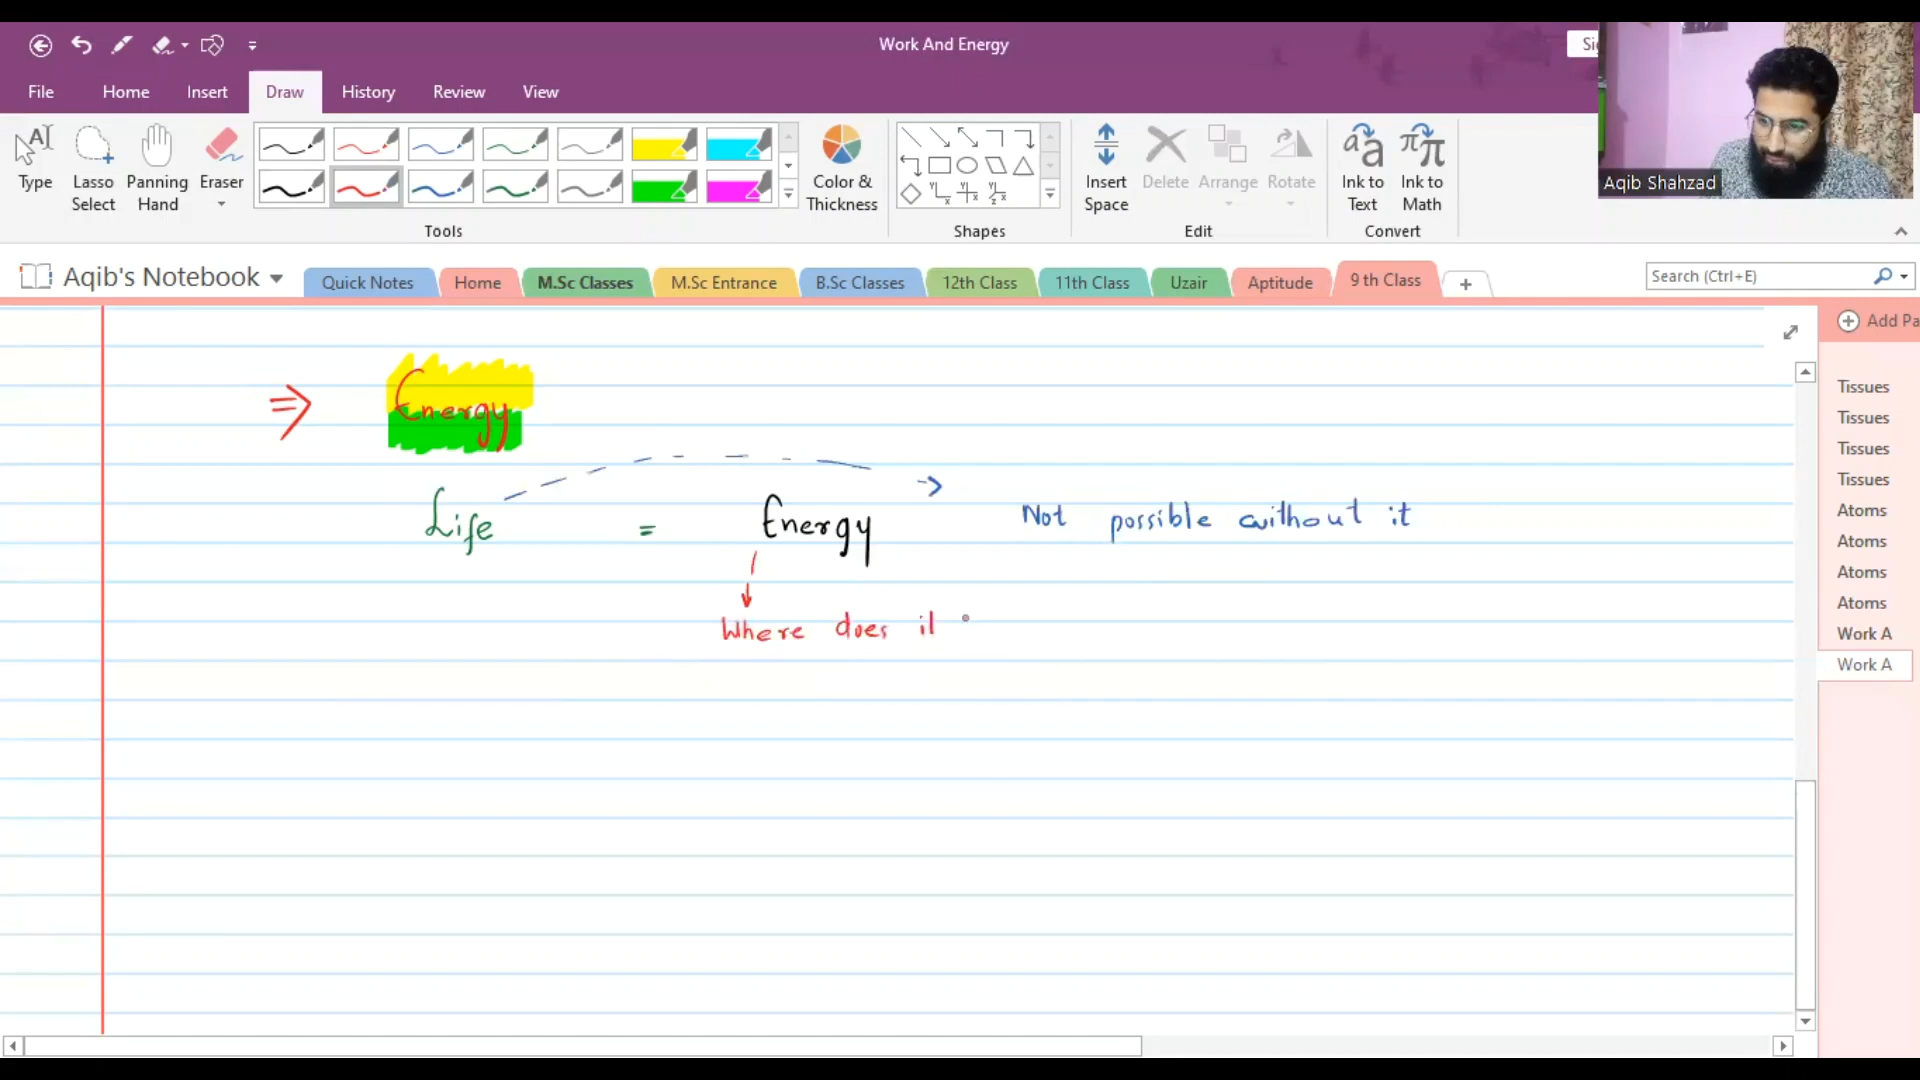 Work And Energy
Aqib Shahzad
File Home Insert Draw History Review View
Type
Lasso Select
Panning Hand
Eraser
Color & Thickness
Insert Space
Delete
Arrange
Rotate
Ink to Text
Ink to Math
Tools
Shapes
Edit
Convert
Aqib's Notebook
Quick Notes Home M.Sc Classes M.Sc Entrance B.Sc Classes 12th Class 11th Class Uzair Aptitude 9 th Class
Search (Ctrl+E)
Add Pa
⇒ Energy
Life = Energy → Not possible without it
Where does it
Tissues
Tissues
Tissues
Tissues
Atoms
Atoms
Atoms
Atoms
Work A
Work A